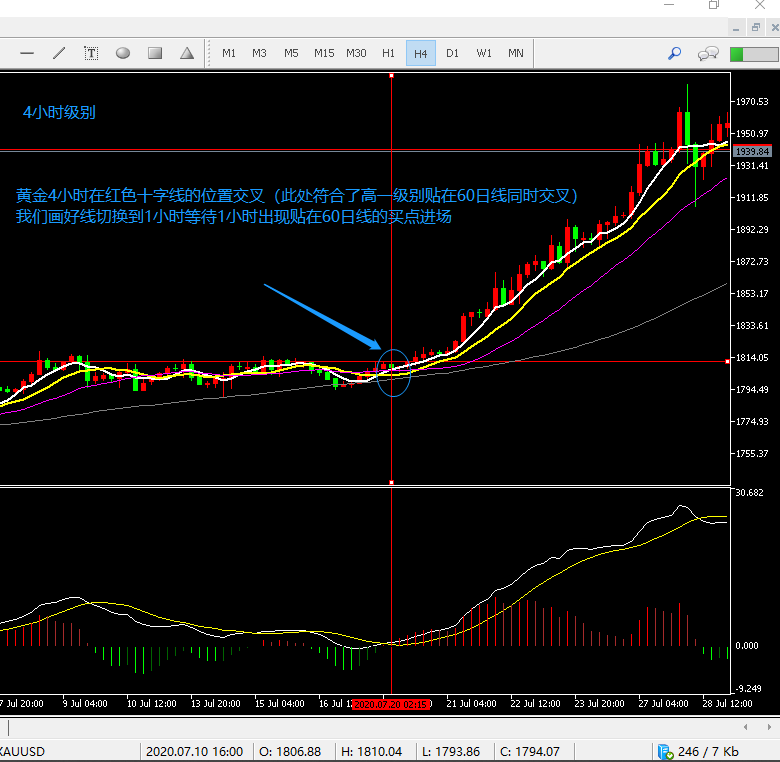 T M1 M3 M5 M15 M30 H1 H4 D1 W1 MN
4小时级别
黄金4小时在红色十字线的位置交叉（此处符合了高一级别贴在60日线同时交叉）
我们画好线切换到1小时等待1小时出现贴在60日线的买点进场
1970.53
1950.97
1939.84
1931.41
1911.85
1892.29
1872.73
1853.17
1833.61
1814.05
1794.49
1774.93
1755.37
30.682
0.000
-9.249
7 Jul 20:00 9 Jul 04:00 10 Jul 12:00 13 Jul 20:00 15 Jul 04:00 16 Jul 2020.07.20 02:15 21 Jul 04:00 22 Jul 12:00 23 Jul 20:00 27 Jul 04:00 28 Jul 12:00
XAUUSD 2020.07.10 16:00 O: 1806.88 H: 1810.04 L: 1793.86 C: 1794.07 246 / 7 Kb